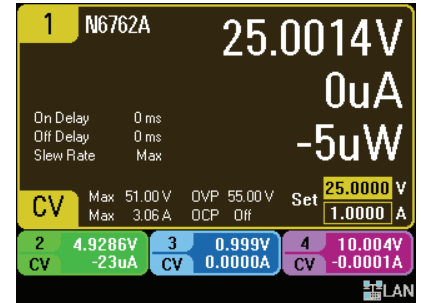 1 N6762A 25.0014V
0uA
-5uW
On Delay 0 ms
Off Delay 0 ms
Slew Rate Max
CV Max 51.00 V OVP 55.00 V Set 25.0000 V
Max 3.06 A OCP Off 1.0000 A
2 4.9286V 3 0.999V 4 10.004V
CV -23uA CV 0.0000A CV -0.0001A
LAN